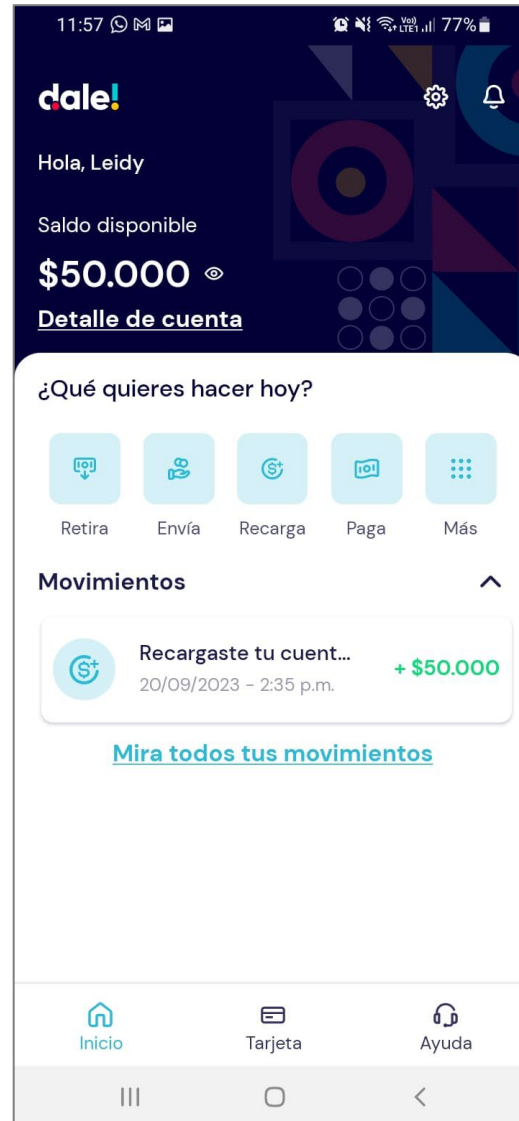 11:57 77%
dale!
Hola, Leidy
Saldo disponible
$50.000
Detalle de cuenta
¿Qué quieres hacer hoy?
Retira Envía Recarga Paga Más
Movimientos
Recargaste tu cuent...
+ $50.000
20/09/2023 - 2:35 p.m.
Mira todos tus movimientos
Inicio Tarjeta Ayuda